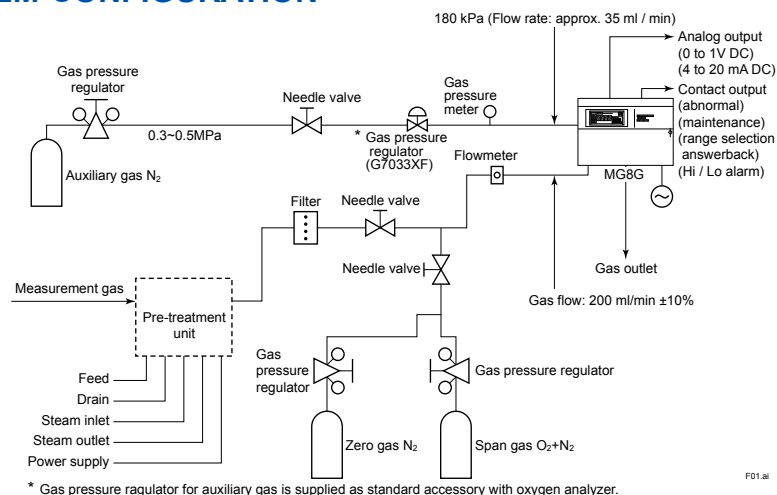 180 kPa (Flow rate: approx. 35 ml / min)
Analog output
(0 to 1V DC)
(4 to 20 mA DC)
Contact output
(abnormal)
(maintenance)
(range selection
answerback)
(Hi / Lo alarm)
Gas pressure
regulator
Needle valve
Gas
pressure
meter
0.3~0.5MPa
* Gas pressure
regulator
(G7033XF)
Flowmeter
MG8G
Auxiliary gas N₂
Filter
Needle valve
Needle valve
Gas outlet
Measurement gas
Gas flow: 200 ml/min ±10%
Pre-treatment
unit
Gas
pressure
regulator
Gas pressure regulator
Feed
Drain
Steam inlet
Steam outlet
Power supply
Zero gas N₂
Span gas O₂+N₂
F01.ai
* Gas pressure ragulator for auxiliary gas is supplied as standard accessory with oxygen analyzer.